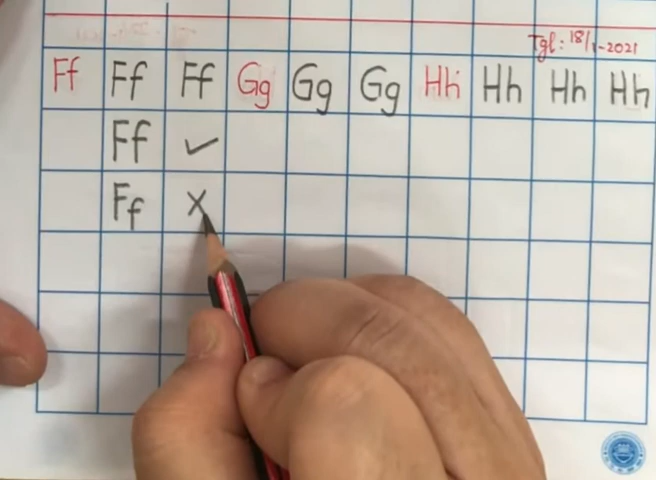 Tgl: 18/1-2021
Ff Ff Ff Gg Gg Gg Hh Hh Hh Hh
Ff ✓
Ff X